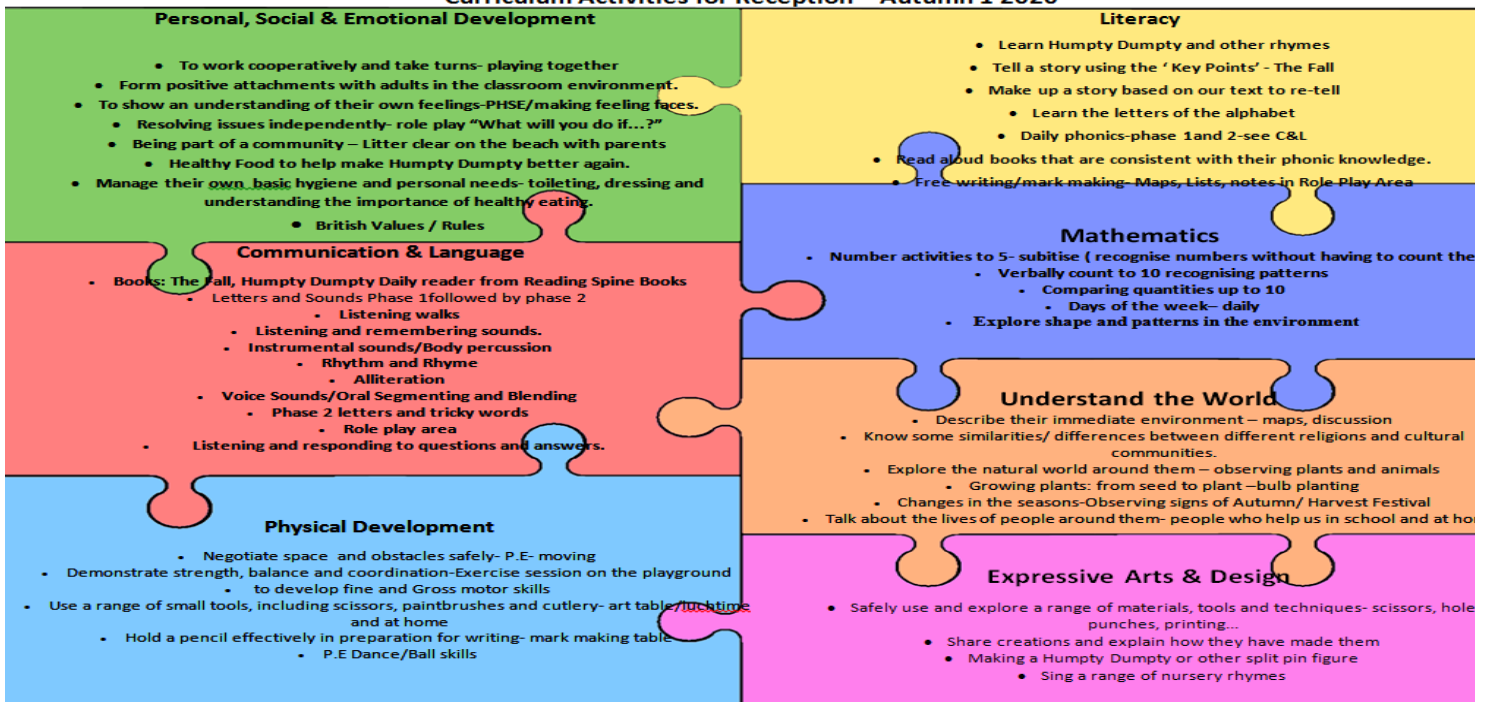 Curriculum Activities for Reception – Autumn 1 2020
Personal, Social & Emotional Development
• To work cooperatively and take turns- playing together
• Form positive attachments with adults in the classroom environment.
• To show an understanding of their own feelings-PHSE/making feeling faces.
• Resolving issues independently- role play “What will you do if...?”
• Being part of a community – Litter clear on the beach with parents
• Healthy Food to help make Humpty Dumpty better again.
• Manage their own  basic hygiene and personal needs- toileting, dressing and
understanding the importance of healthy eating.
• British Values / Rules
Literacy
• Learn Humpty Dumpty and other rhymes
• Tell a story using the ‘ Key Points’ - The Fall
• Make up a story based on our text to re-tell
• Learn the letters of the alphabet
• Daily phonics-phase 1and 2-see C&L
• Read aloud books that are consistent with their phonic knowledge.
• Free writing/mark making- Maps, Lists, notes in Role Play Area
Communication & Language
• Books: The Fall, Humpty Dumpty Daily reader from Reading Spine Books
• Letters and Sounds Phase 1followed by phase 2
• Listening walks
• Listening and remembering sounds.
• Instrumental sounds/Body percussion
• Rhythm and Rhyme
• Alliteration
• Voice Sounds/Oral Segmenting and Blending
• Phase 2 letters and tricky words
• Role play area
• Listening and responding to questions and answers.
Mathematics
• Number activities to 5- subitise ( recognise numbers without having to count the
• Verbally count to 10 recognising patterns
• Comparing quantities up to 10
• Days of the week– daily
• Explore shape and patterns in the environment
Understand the World
• Describe their immediate environment – maps, discussion
• Know some similarities/ differences between different religions and cultural
communities.
• Explore the natural world around them – observing plants and animals
• Growing plants: from seed to plant –bulb planting
• Changes in the seasons-Observing signs of Autumn/ Harvest Festival
• Talk about the lives of people around them- people who help us in school and at ho
Physical Development
• Negotiate space  and obstacles safely- P.E- moving
• Demonstrate strength, balance and coordination-Exercise session on the playground
• to develop fine and Gross motor skills
• Use a range of small tools, including scissors, paintbrushes and cutlery- art table/luchtime
and at home
• Hold a pencil effectively in preparation for writing- mark making table
• P.E Dance/Ball skills
Expressive Arts & Design
• Safely use and explore a range of materials, tools and techniques- scissors, hole
punches, printing...
• Share creations and explain how they have made them
• Making a Humpty Dumpty or other split pin figure
• Sing a range of nursery rhymes